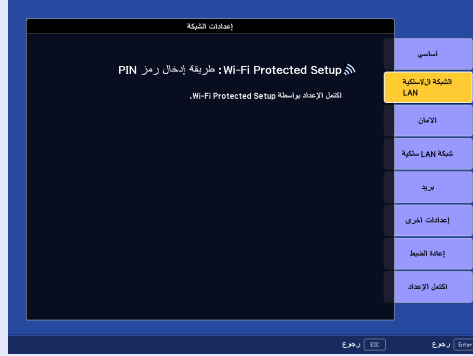 إعدادات الشبكة
Wi-Fi Protected Setup: طريقة إدخال رمز PIN
اكتمل الإعداد بواسطة Wi-Fi Protected Setup.
أساسي
الشبكة اللاسلكية
LAN
الأمان
شبكة LAN سلكية
بريد
إعدادات أخرى
إعادة الضبط
اكتمل الإعداد
Enter رجوع
ESC رجوع